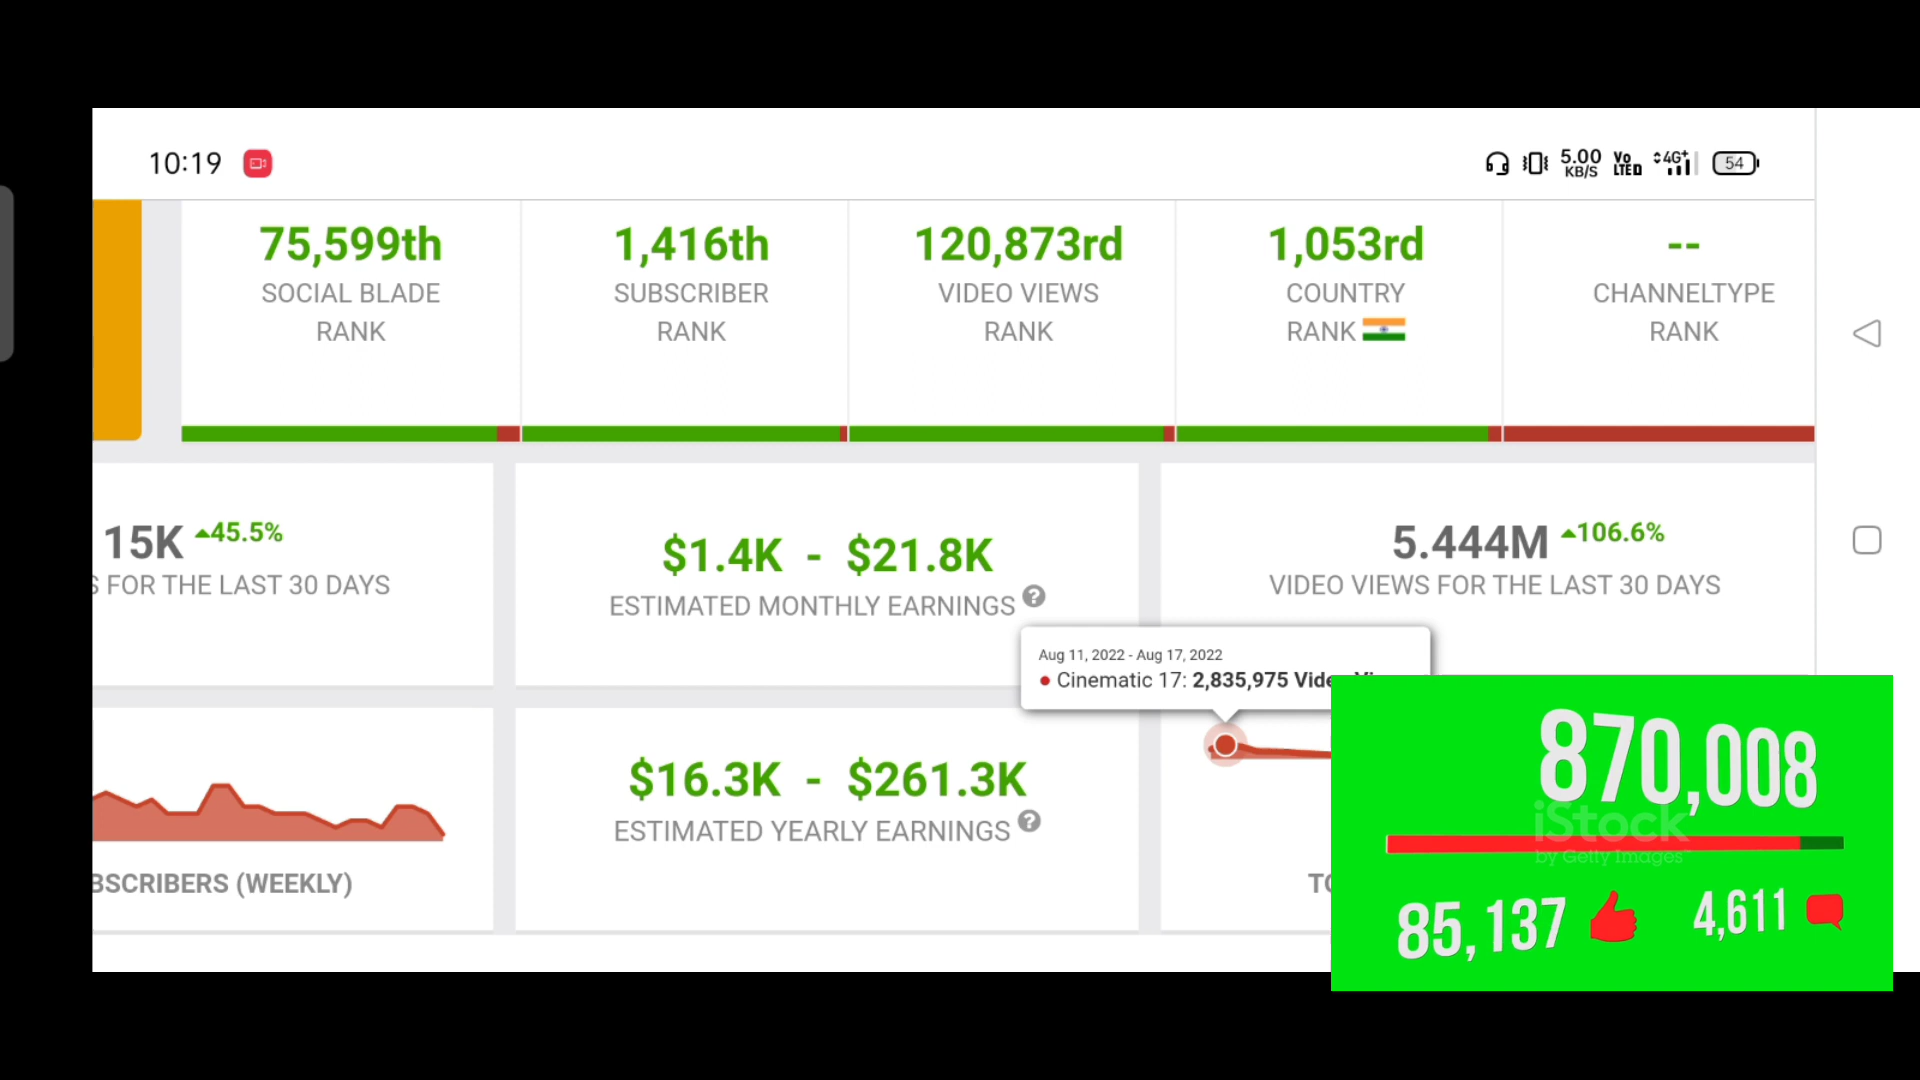 10:19
5.00
KB/S
Vo
LTE
4G+
54
75,599th
SOCIAL BLADE
RANK
1,416th
SUBSCRIBER
RANK
120,873rd
VIDEO VIEWS
RANK
1,053rd
COUNTRY
RANK
--
CHANNELTYPE
RANK
15K 45.5%
S FOR THE LAST 30 DAYS
$1.4K - $21.8K
ESTIMATED MONTHLY EARNINGS ?
5.444M 106.6%
VIDEO VIEWS FOR THE LAST 30 DAYS
Aug 11, 2022 - Aug 17, 2022
Cinematic 17: 2,835,975 Vide
$16.3K - $261.3K
ESTIMATED YEARLY EARNINGS ?
BSCRIBERS (WEEKLY)
TO
870,008
iStock
by Getty Images
85,137
4,611